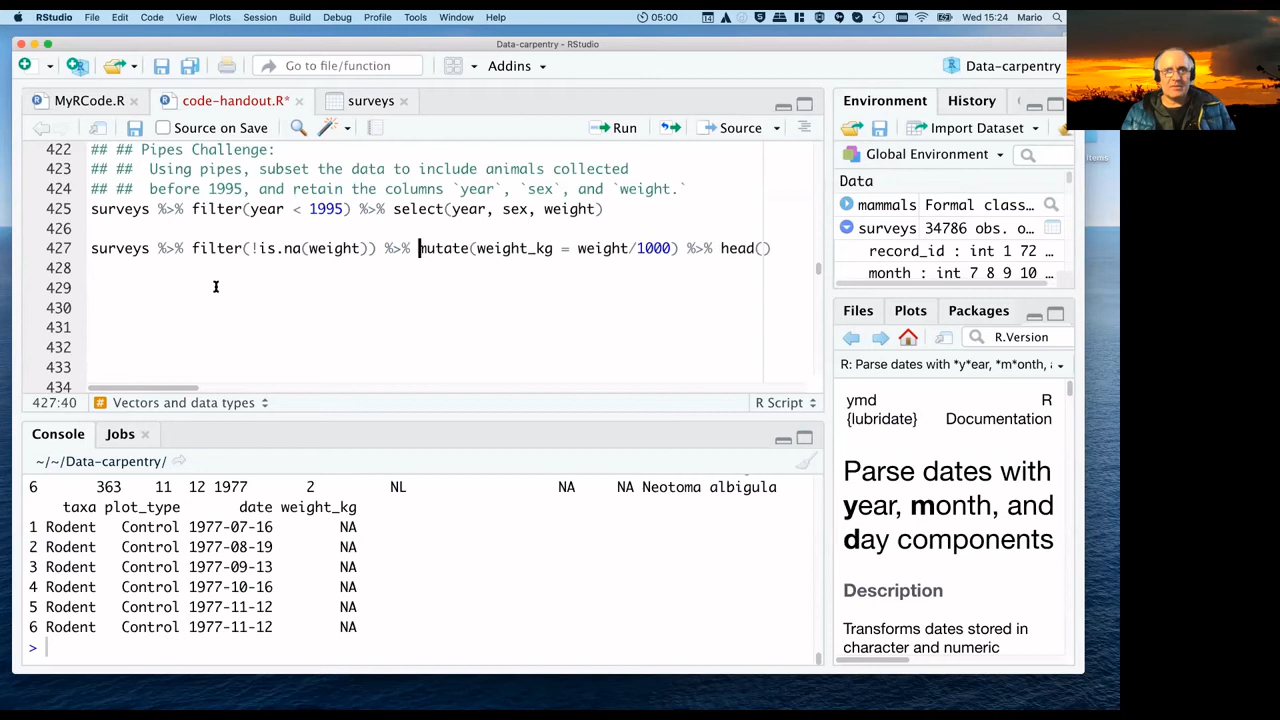 RStudio File Edit Code View Plots Session Build Debug Profile Tools Window Help 05:00 14 Wed 15:24 Mario
Data-carpentry - RStudio
Go to file/function Addins Data-carpentry
MyRCode.R code-handout.R* surveys
Source on Save Run Source
422 ## ## Pipes Challenge:
423 ## ##  Using pipes, subset the data to include animals collected
424 ## ##  before 1995, and retain the columns `year`, `sex`, and `weight.`
425 surveys %>% filter(year < 1995) %>% select(year, sex, weight)
426
427 surveys %>% filter(!is.na(weight)) %>% mutate(weight_kg = weight/1000) %>% head()
428
429
430
431
432
433
434
427:40 # Vectors and data types R Script
Console Jobs
~/~/Data-carpentry/
6 363 11 12 1977 2 NL NA NA Neotoma albigula
taxa plot_type date weight_kg
1 Rodent Control 1977-07-16 NA
2 Rodent Control 1977-08-19 NA
3 Rodent Control 1977-09-13 NA
4 Rodent Control 1977-10-16 NA
5 Rodent Control 1977-11-12 NA
6 Rodent Control 1977-11-12 NA
>
Environment History
Import Dataset
Global Environment
Data
mammals Formal class…
surveys 34786 obs. o…
record_id : int 1 72 …
month : int 7 8 9 10 …
Files Plots Packages
R.Version
R: Parse dates with *y*ear, *m*onth,
ymd R
{lubridate} Documentation
Parse dates with
year, month, and
day components
Description
Transforms dates stored in
character and numeric
items